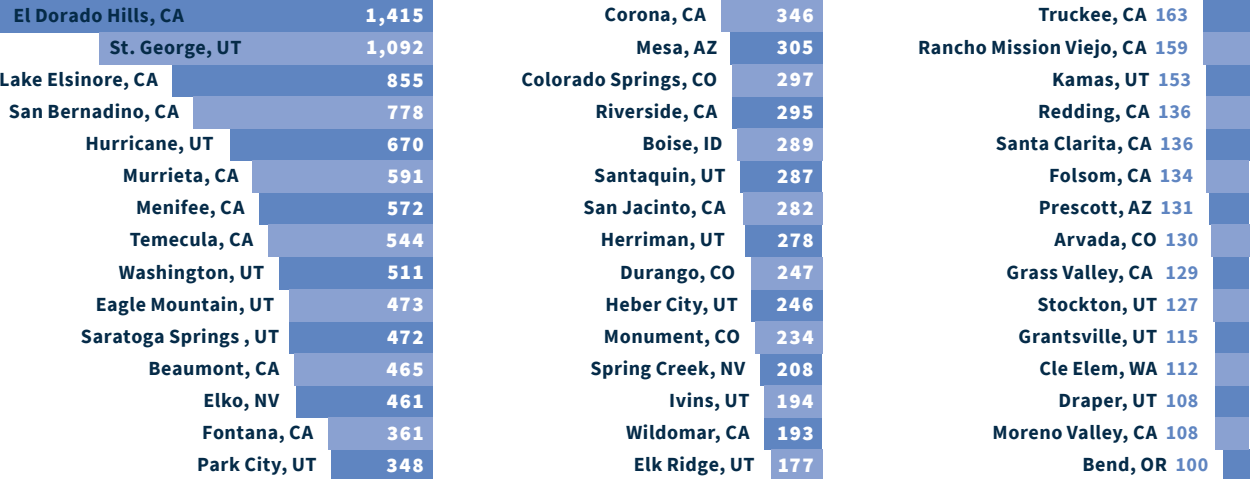 El Dorado Hills, CA 1,415
St. George, UT 1,092
Lake Elsinore, CA 855
San Bernadino, CA 778
Hurricane, UT 670
Murrieta, CA 591
Menifee, CA 572
Temecula, CA 544
Washington, UT 511
Eagle Mountain, UT 473
Saratoga Springs , UT 472
Beaumont, CA 465
Elko, NV 461
Fontana, CA 361
Park City, UT 348
Corona, CA 346
Mesa, AZ 305
Colorado Springs, CO 297
Riverside, CA 295
Boise, ID 289
Santaquin, UT 287
San Jacinto, CA 282
Herriman, UT 278
Durango, CO 247
Heber City, UT 246
Monument, CO 234
Spring Creek, NV 208
Ivins, UT 194
Wildomar, CA 193
Elk Ridge, UT 177
Truckee, CA 163
Rancho Mission Viejo, CA 159
Kamas, UT 153
Redding, CA 136
Santa Clarita, CA 136
Folsom, CA 134
Prescott, AZ 131
Arvada, CO 130
Grass Valley, CA 129
Stockton, UT 127
Grantsville, UT 115
Cle Elem, WA 112
Draper, UT 108
Moreno Valley, CA 108
Bend, OR 100